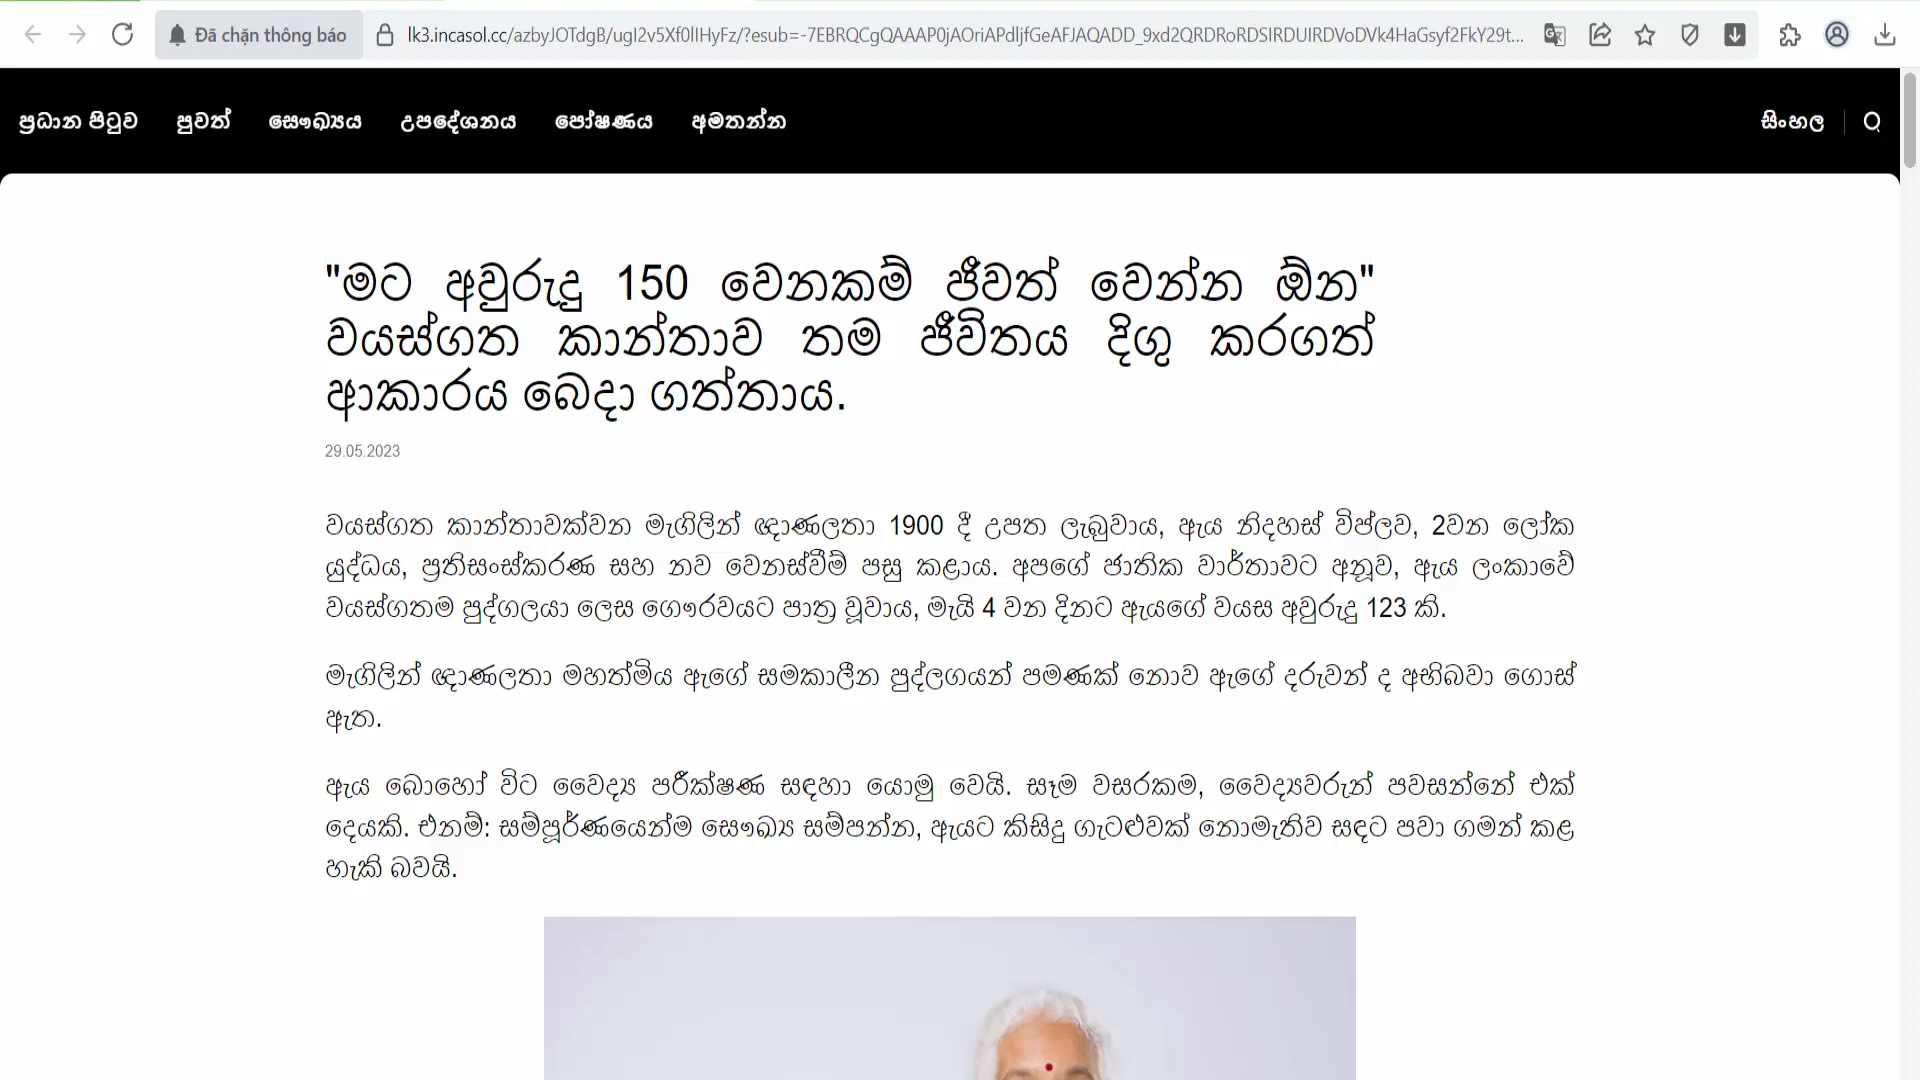 Đã chặn thông báo
lk3.incasol.cc/azbyJOTdgB/ugI2v5Xf0lIHyFz/?esub=-7EBRQCgQAAAP0jAOriAPdljfGeAFJAQADD_9xd2QRDRoRDSIRDUIRDVoDVk4HaGsyf2FkY29t...
ප්‍රධාන පිටුව පුවත් සෞඛ්‍යය උපදේශනය පෝෂණය අමතන්න සිංහල
"මට අවුරුදු 150 වෙනකම් ජීවත් වෙන්න ඕන"
වයස්ගත කාන්තාව තම ජීවිතය දිගු කරගත්
ආකාරය බෙදා ගත්තාය.
29.05.2023
වයස්ගත කාන්තාවක්වන මැගිලින් ඥාණලතා 1900 දී උපත ලැබුවාය, ඇය නිදහස් විප්ලව, 2වන ලෝක
යුද්ධය, ප්‍රතිසංස්කරණ සහ නව වෙනස්වීම් පසු කළාය. අපගේ ජාතික වාර්තාවට අනූව, ඇය ලංකාවේ
වයස්ගතම පුද්ගලයා ලෙස ගෞරවයට පාත්‍ර වූවාය, මැයි 4 වන දිනට ඇයගේ වයස අවුරුදු 123 කි.
මැගිලින් ඥාණලතා මහත්මිය ඇගේ සමකාලීන පුද්ලගයන් පමණක් නොව ඇගේ දරුවන් ද අභිබවා ගොස්
ඇත.
ඇය බොහෝ විට වෛද්‍ය පරීක්ෂණ සඳහා යොමු වෙයි. සෑම වසරකම, වෛද්‍යවරුන් පවසන්නේ එක්
දෙයකි. එනම්: සම්පූර්ණයෙන්ම සෞඛ්‍ය සම්පන්න, ඇයට කිසිදු ගැටළුවක් නොමැතිව සඳට පවා ගමන් කළ
හැකි බවයි.